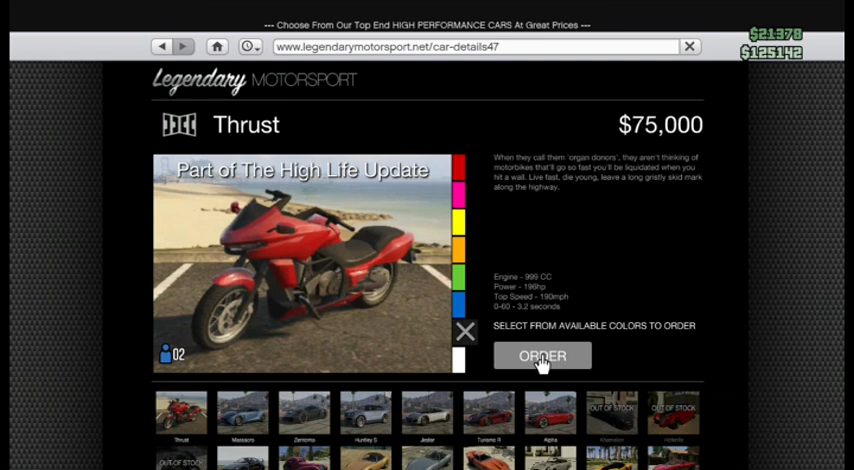 --- Choose From Our Top End HIGH PERFORMANCE CARS At Great Prices ---
$21378
$125142
www.legendarymotorsport.net/car-details47
Legendary MOTORSPORT
Thrust
$75,000
Part of The High Life Update
When they call them 'organ donors', they aren't thinking of
motorbikes that'll go so fast you'll be liquidated when you
hit a wall. Live fast, die young, leave a long gristly skid mark
along the highway.
Engine - 999 CC
Power - 196hp
Top Speed - 190mph
0-60 - 3.2 seconds
SELECT FROM AVAILABLE COLORS TO ORDER
02
ORDER
OUT OF STOCK
OUT OF STOCK
Thrust
Massacro
Zentorno
Huntley S
Jester
Turismo R
Alpha
OUT OF STOCK